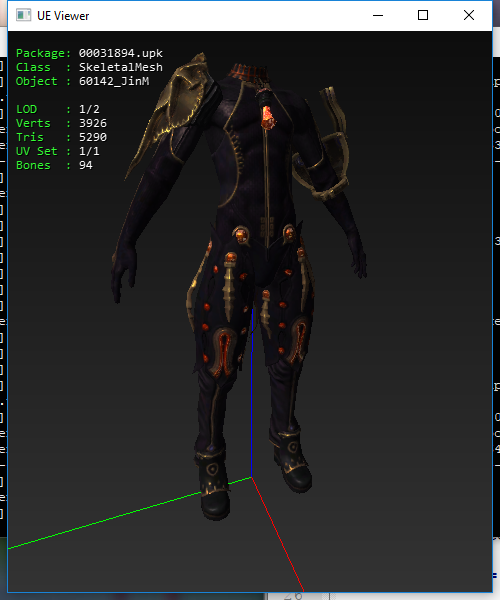 UE Viewer
Package: 00031894.upk
Class : SkeletalMesh
Object : 60142_JinM
LOD : 1/2
Verts : 3926
Tris : 5290
UV Set : 1/1
Bones : 94